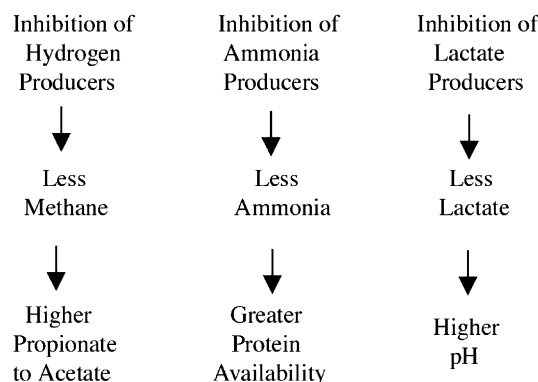 Inhibition of
Hydrogen
Producers
Less
Methane
Higher
Propionate
to Acetate
Inhibition of
Ammonia
Producers
Less
Ammonia
Greater
Protein
Availability
Inhibition of
Lactate
Producers
Less
Lactate
Higher
pH